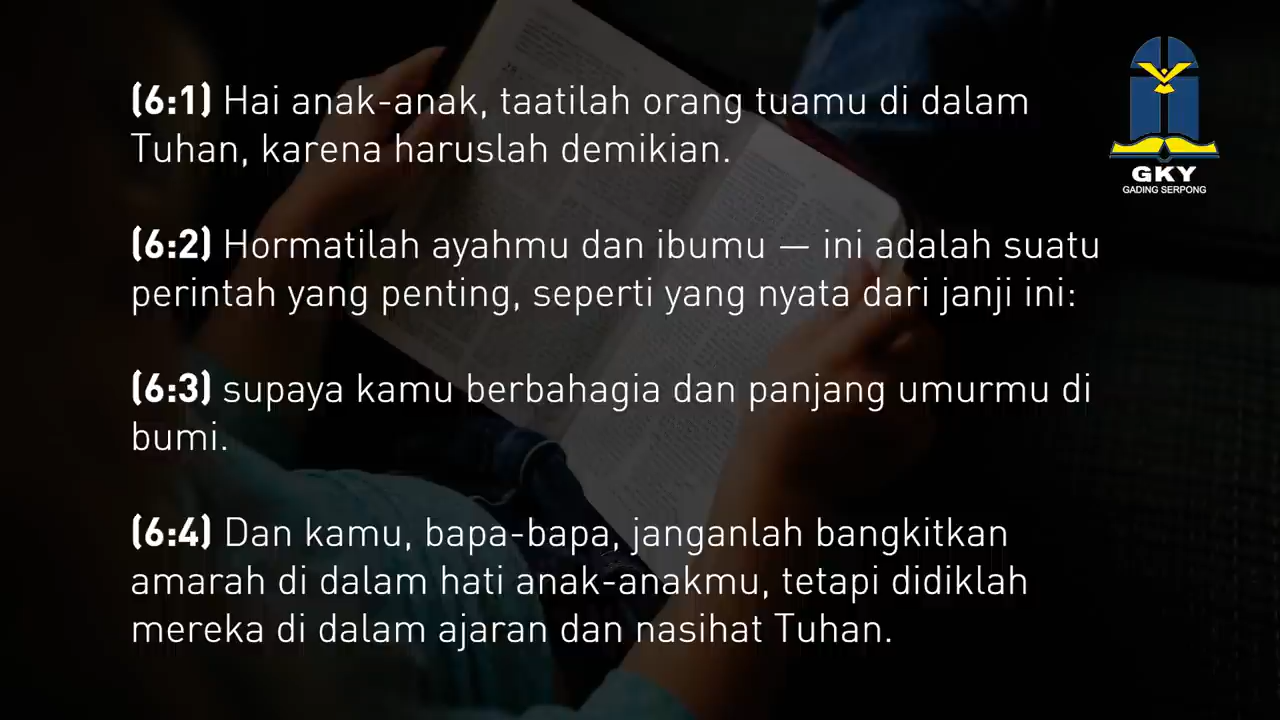 (6:1) Hai anak-anak, taatilah orang tuamu di dalam
Tuhan, karena haruslah demikian.
(6:2) Hormatilah ayahmu dan ibumu — ini adalah suatu
perintah yang penting, seperti yang nyata dari janji ini:
(6:3) supaya kamu berbahagia dan panjang umurmu di
bumi.
(6:4) Dan kamu, bapa-bapa, janganlah bangkitkan
amarah di dalam hati anak-anakmu, tetapi didiklah
mereka di dalam ajaran dan nasihat Tuhan.
GKY
GADING SERPONG